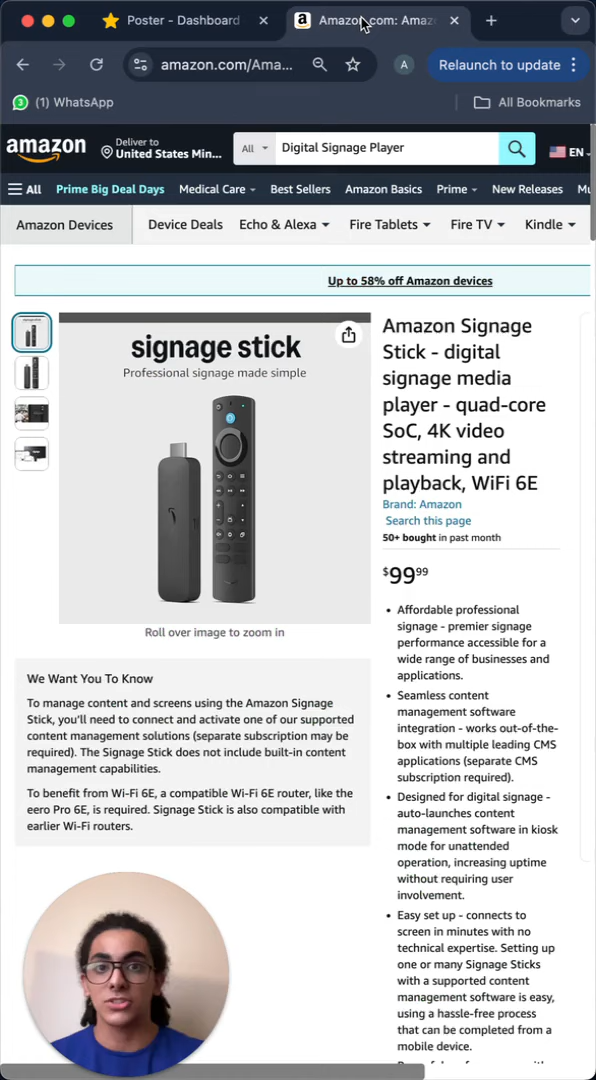 Poster - Dashboard
Amazon.com: Amaz
amazon.com/Ama...
A
Relaunch to update
3
(1) WhatsApp
All Bookmarks
amazon
Deliver to
United States Min...
All
Digital Signage Player
EN
All
Prime Big Deal Days
Medical Care
Best Sellers
Amazon Basics
Prime
New Releases
Mu
Amazon Devices
Device Deals
Echo & Alexa
Fire Tablets
Fire TV
Kindle
Up to 58% off Amazon devices
signage stick
Professional signage made simple
Roll over image to zoom in
Amazon Signage
Stick - digital
signage media
player - quad-core
SoC, 4K video
streaming and
playback, WiFi 6E
Brand: Amazon
Search this page
50+ bought in past month
$9999
• Affordable professional
signage - premier signage
performance accessible for a
wide range of businesses and
applications.
• Seamless content
management software
integration - works out-of-the-
box with multiple leading CMS
applications (separate CMS
subscription required).
• Designed for digital signage -
auto-launches content
management software in kiosk
mode for unattended
operation, increasing uptime
without requiring user
involvement.
• Easy set up - connects to
screen in minutes with no
technical expertise. Setting up
one or many Signage Sticks
with a supported content
management software is easy,
using a hassle-free process
that can be completed from a
mobile device.
We Want You To Know
To manage content and screens using the Amazon Signage
Stick, you'll need to connect and activate one of our supported
content management solutions (separate subscription may be
required). The Signage Stick does not include built-in content
management capabilities.
To benefit from Wi-Fi 6E, a compatible Wi-Fi 6E router, like the
eero Pro 6E, is required. Signage Stick is also compatible with
earlier Wi-Fi routers.